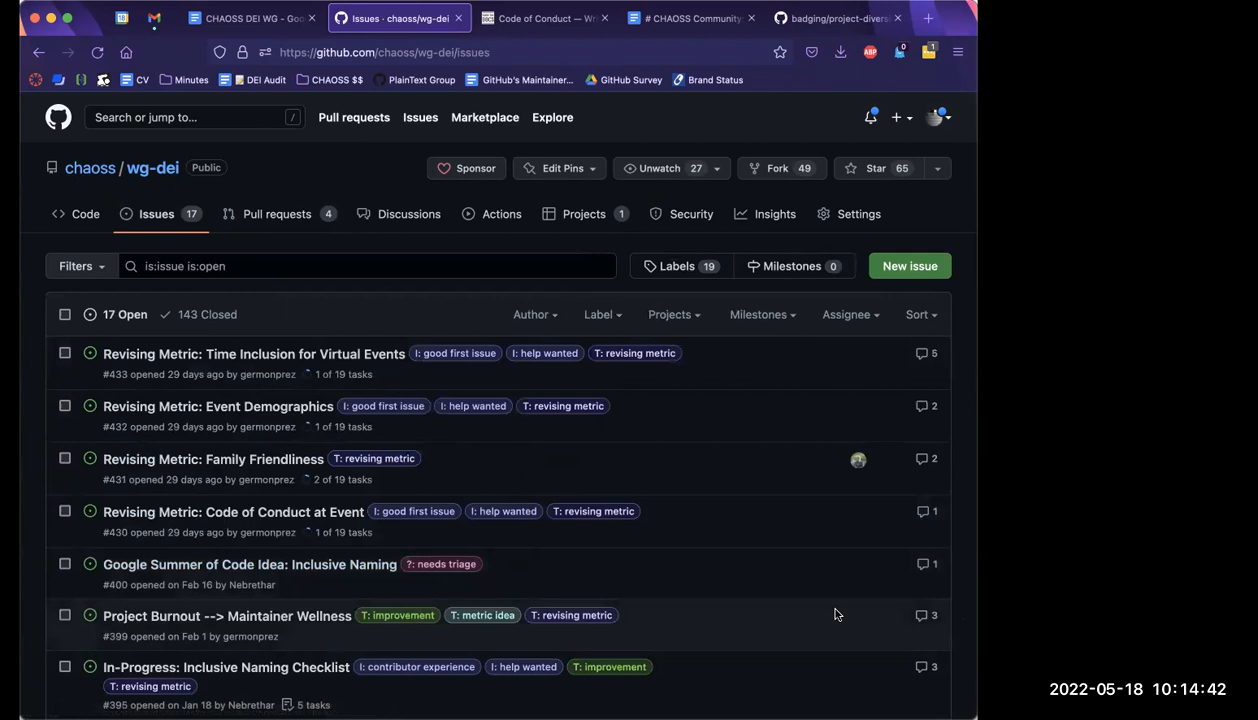 CHAOSS DEI WG - Goo
Issues · chaoss/wg-dei
Code of Conduct — Wr
# CHAOSS Community
badging/project-divers
https://github.com/chaoss/wg-dei/issues
ABP
0
1
CV
Minutes
DEI Audit
CHAOSS $$
PlainText Group
GitHub's Maintainer...
GitHub Survey
Brand Status
Search or jump to...
/
Pull requests
Issues
Marketplace
Explore
chaoss / wg-dei
Public
Sponsor
Edit Pins
Unwatch 27
Fork 49
Star 65
Code
Issues 17
Pull requests 4
Discussions
Actions
Projects 1
Security
Insights
Settings
Filters
is:issue is:open
Labels 19
Milestones 0
New issue
17 Open
143 Closed
Author
Label
Projects
Milestones
Assignee
Sort
Revising Metric: Time Inclusion for Virtual Events I: good first issue I: help wanted T: revising metric 5
#433 opened 29 days ago by germonprez 1 of 19 tasks
Revising Metric: Event Demographics I: good first issue I: help wanted T: revising metric 2
#432 opened 29 days ago by germonprez 1 of 19 tasks
Revising Metric: Family Friendliness T: revising metric 2
#431 opened 29 days ago by germonprez 2 of 19 tasks
Revising Metric: Code of Conduct at Event I: good first issue I: help wanted T: revising metric 1
#430 opened 29 days ago by germonprez 1 of 19 tasks
Google Summer of Code Idea: Inclusive Naming ?: needs triage 1
#400 opened on Feb 16 by Nebrethar
Project Burnout --> Maintainer Wellness T: improvement T: metric idea T: revising metric 3
#399 opened on Feb 1 by germonprez
In-Progress: Inclusive Naming Checklist I: contributor experience I: help wanted T: improvement 3
T: revising metric
#395 opened on Jan 18 by Nebrethar 5 tasks
2022-05-18 10:14:42